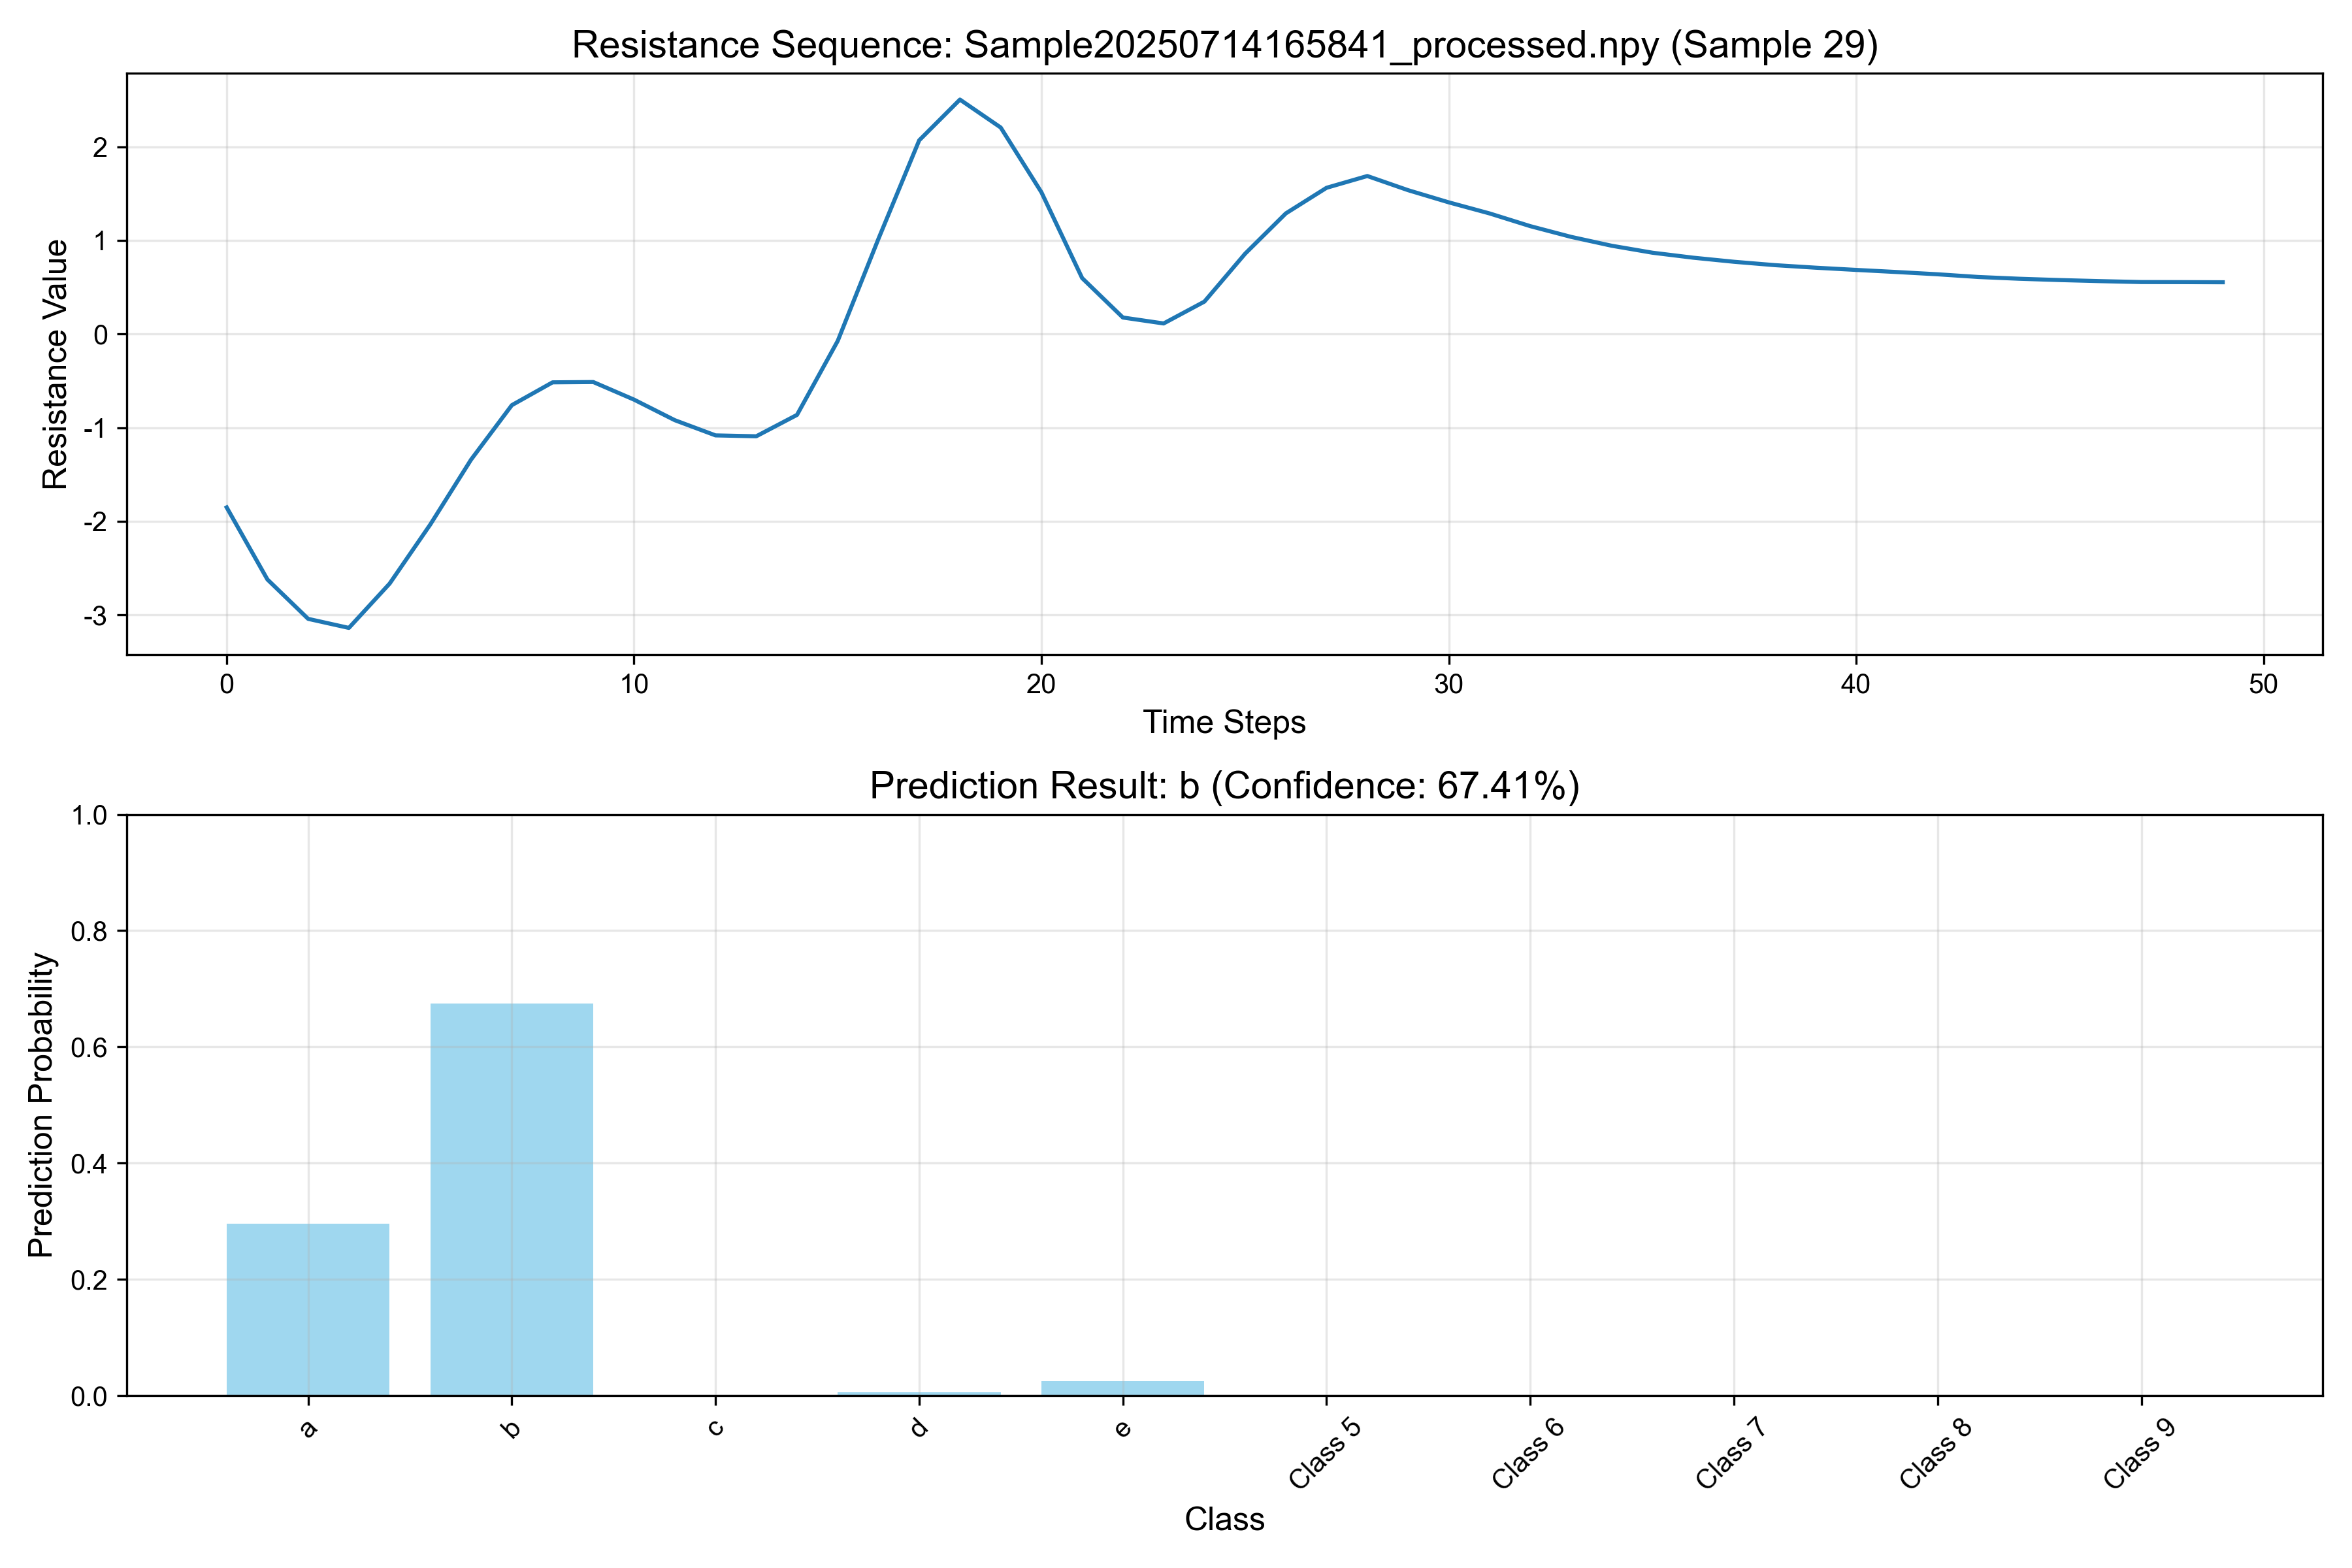 Resistance Sequence: Sample20250714165841_processed.npy (Sample 29)
Resistance Value
2
1
0
-1
-2
-3
0 10 20 30 40 50
Time Steps
Prediction Result: b (Confidence: 67.41%)
Prediction Probability
1.0
0.8
0.6
0.4
0.2
0.0
a b c d e Class 5 Class 6 Class 7 Class 8 Class 9
Class